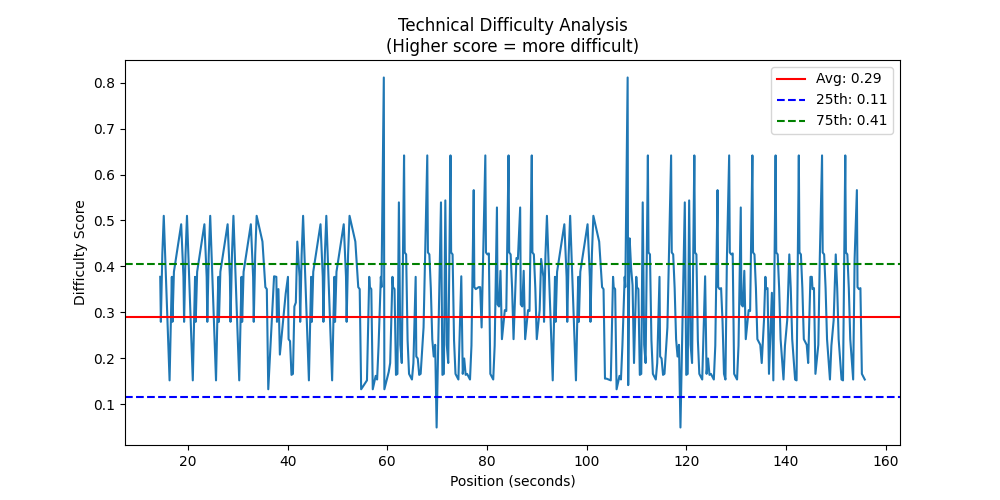 Technical Difficulty Analysis
(Higher score = more difficult)
Avg: 0.29
25th: 0.11
75th: 0.41
Difficulty Score
0.8
0.7
0.6
0.5
0.4
0.3
0.2
0.1
20 40 60 80 100 120 140 160
Position (seconds)